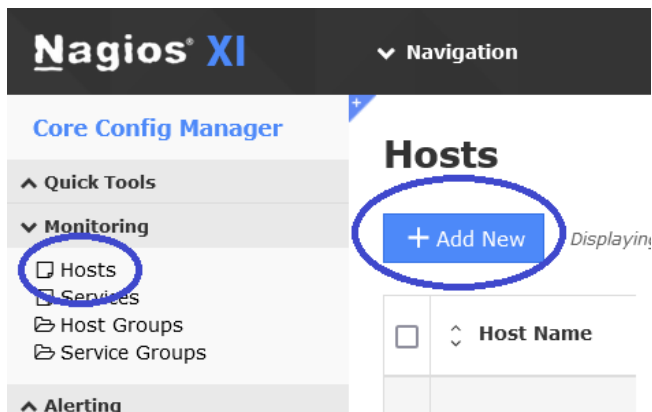 Nagios® XI
Navigation
Core Config Manager
Quick Tools
Monitoring
Hosts
Services
Host Groups
Service Groups
Alerting
Hosts
+ Add New
Displaying
Host Name